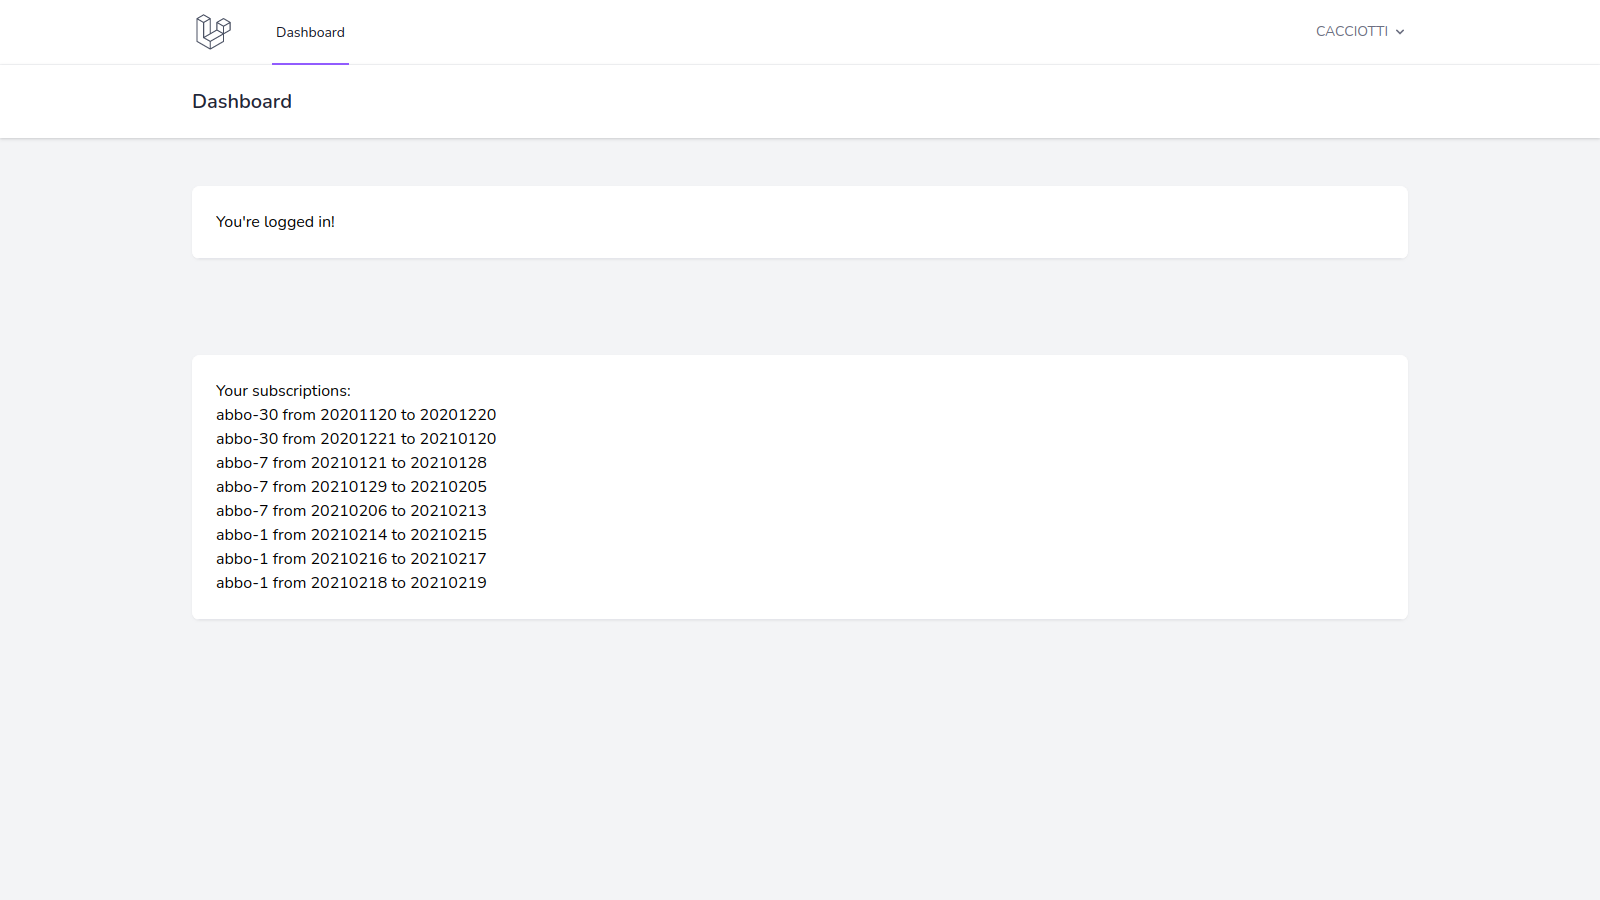 Dashboard
CACCIOTTI
Dashboard
You're logged in!
Your subscriptions:
abbo-30 from 20201120 to 20201220
abbo-30 from 20201221 to 20210120
abbo-7 from 20210121 to 20210128
abbo-7 from 20210129 to 20210205
abbo-7 from 20210206 to 20210213
abbo-1 from 20210214 to 20210215
abbo-1 from 20210216 to 20210217
abbo-1 from 20210218 to 20210219